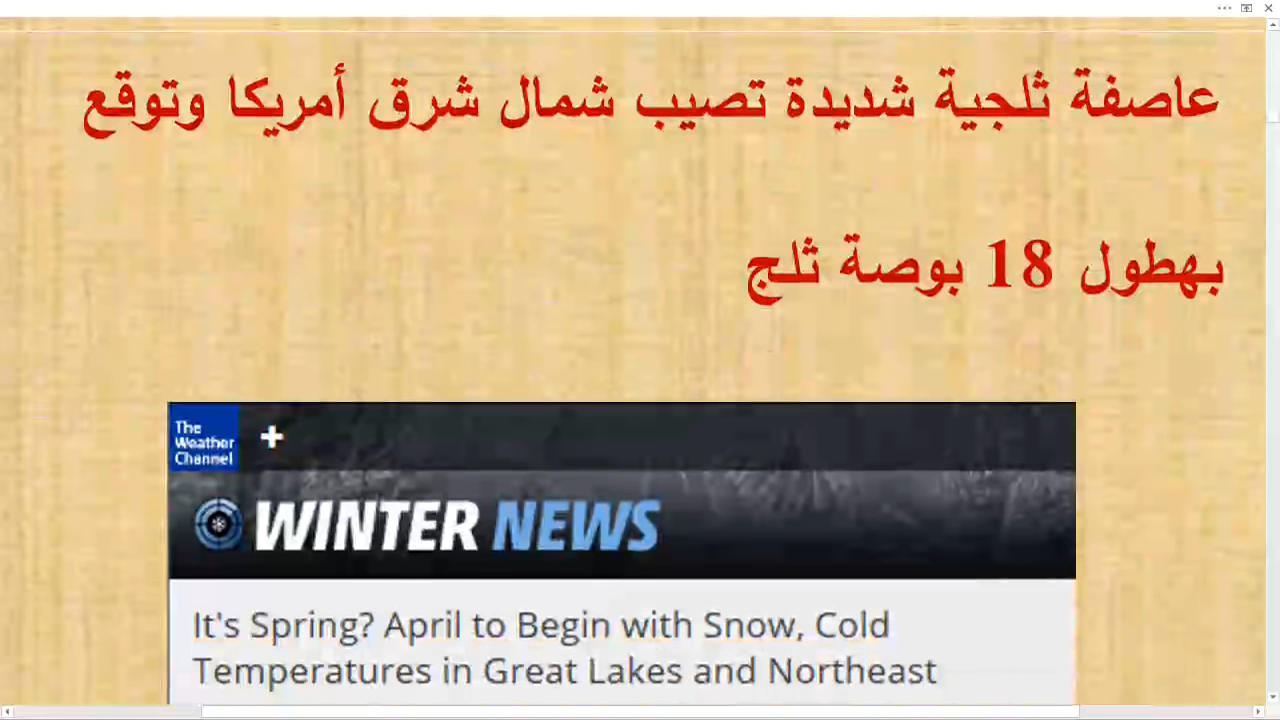 عاصفة ثلجية شديدة تصيب شمال شرق أمريكا وتوقع
بهطول 18 بوصة ثلج
The
Weather
Channel
+
WINTER NEWS
It's Spring? April to Begin with Snow, Cold
Temperatures in Great Lakes and Northeast